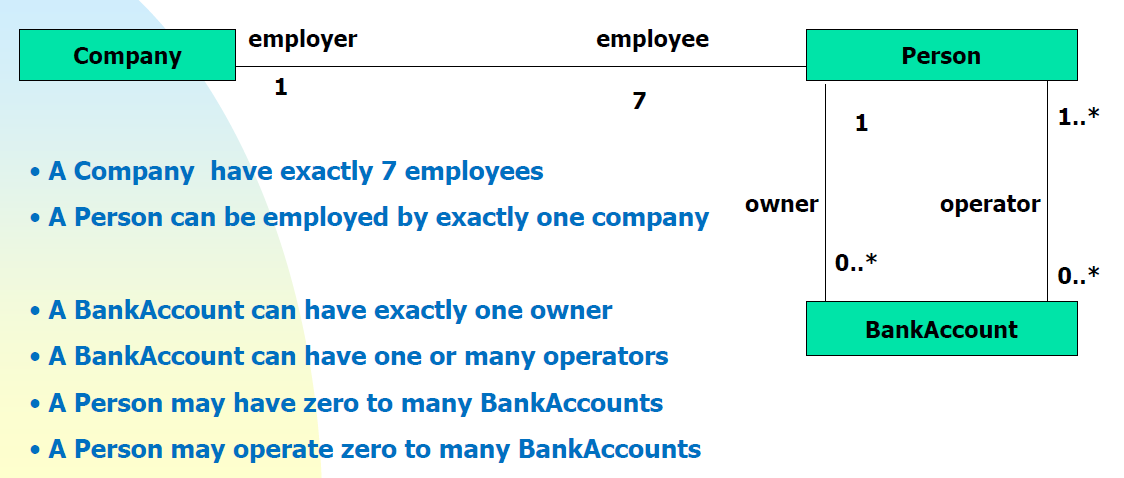 Company
employer
employee
Person
1
7
1
1..*
• A Company  have exactly 7 employees
• A Person can be employed by exactly one company
owner
operator
0..*
0..*
• A BankAccount can have exactly one owner
BankAccount
• A BankAccount can have one or many operators
• A Person may have zero to many BankAccounts
• A Person may operate zero to many BankAccounts